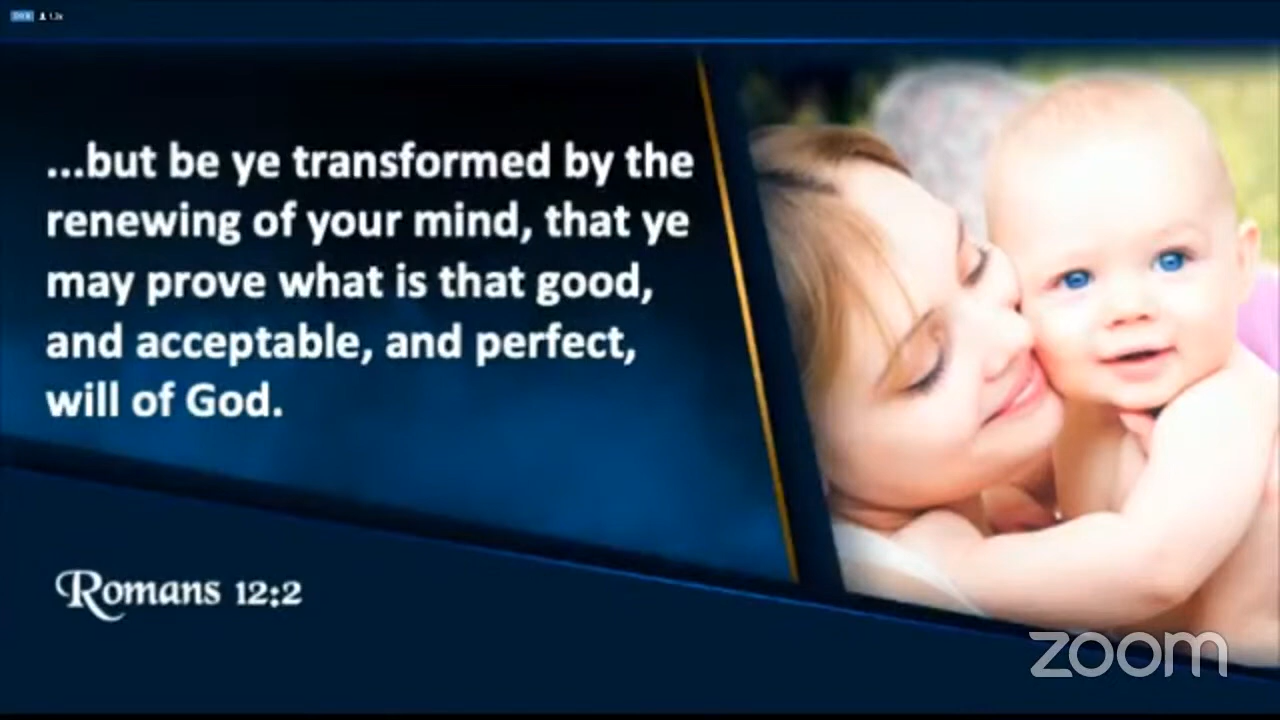 ...but be ye transformed by the
renewing of your mind, that ye
may prove what is that good,
and acceptable, and perfect,
will of God.
Romans 12:2
zoom